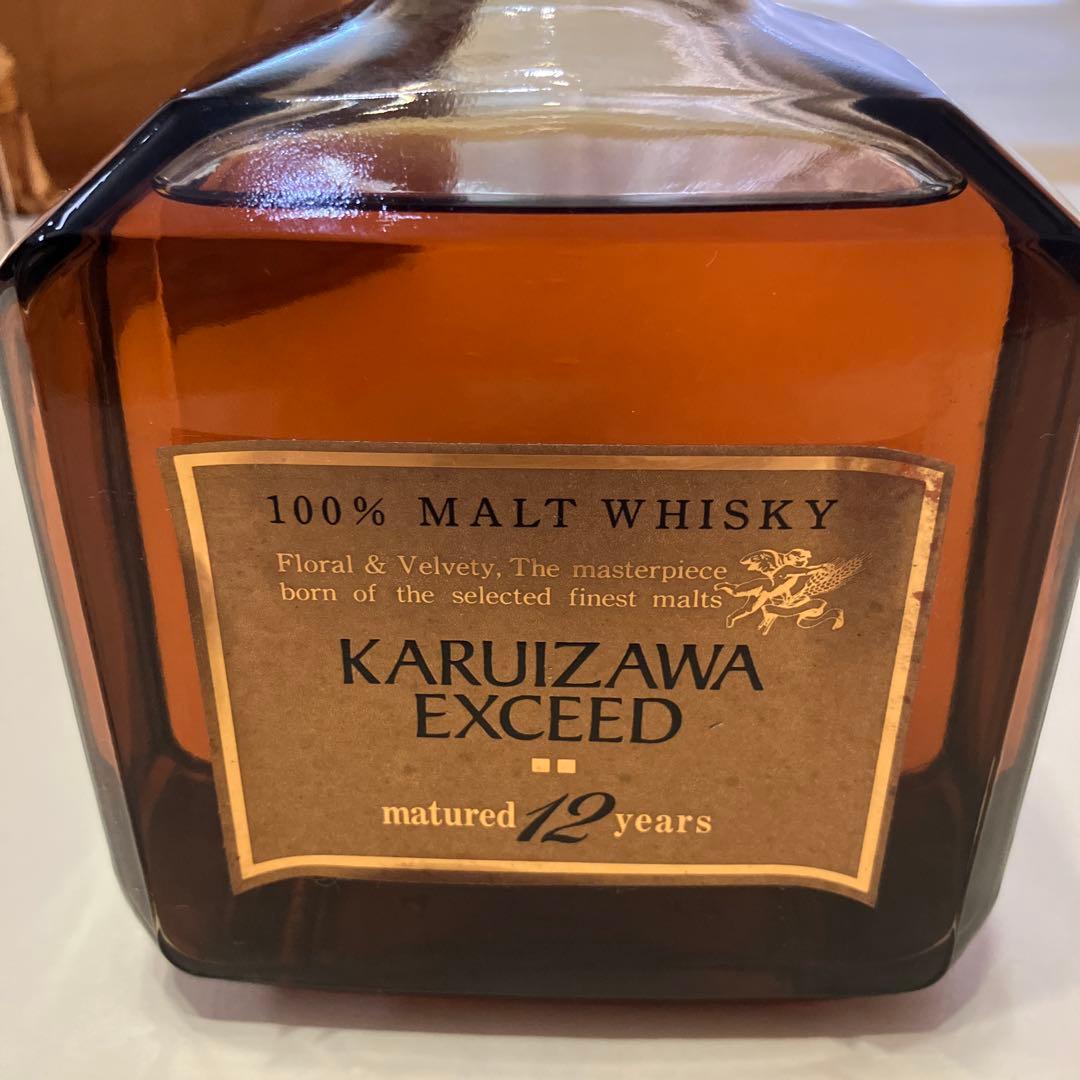 100% MALT WHISKY
Floral & Velvety, The masterpiece
born of the selected finest malts
KARUIZAWA
EXCEED
matured 12 years